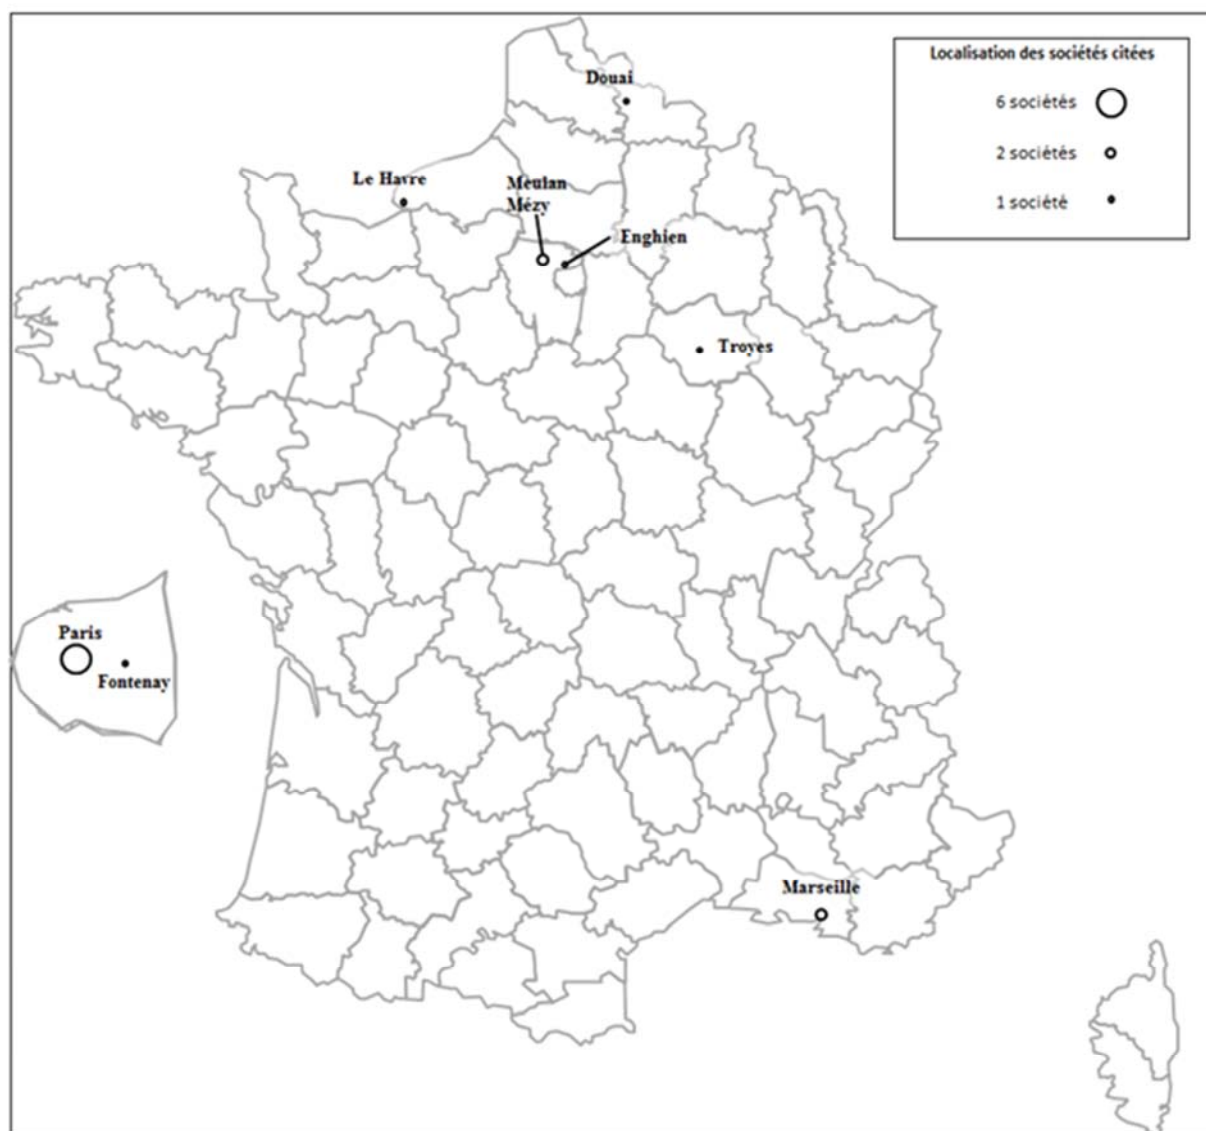 Localisation des sociétés citées
6 sociétés
2 sociétés
1 société
Douai
Le Havre
Meulan
Mézy
Enghien
Troyes
Paris
Fontenay
Marseille